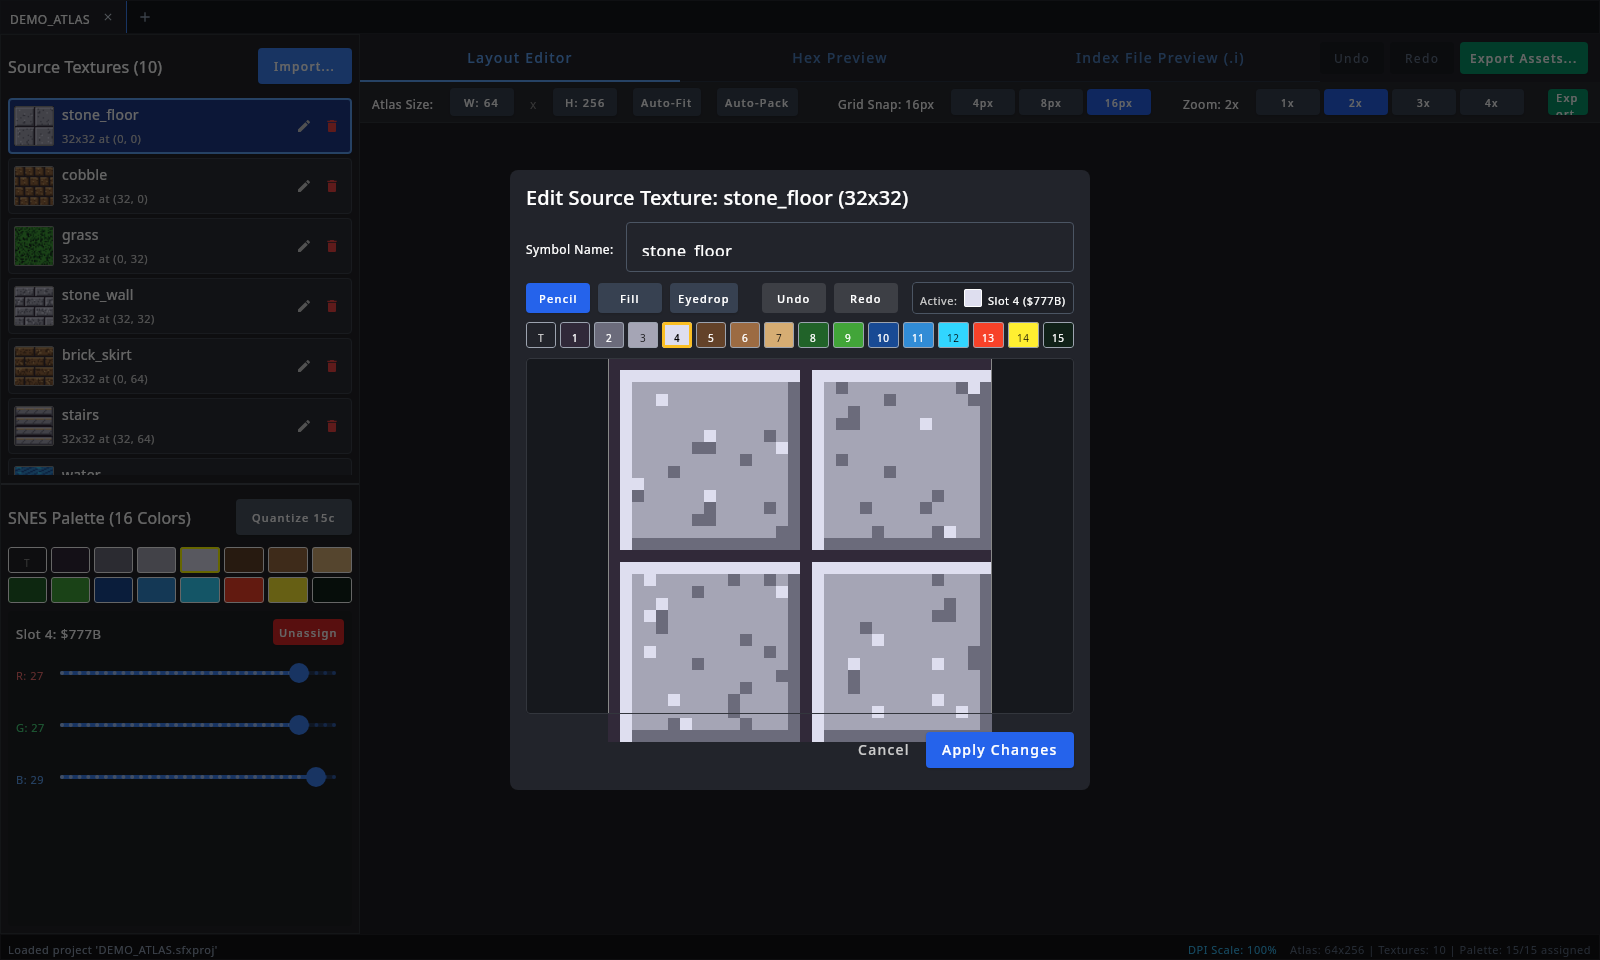 DEMO_ATLAS × +
Source Textures (10) Import...
Layout Editor Hex Preview Index File Preview (.i) Undo Redo Export Assets...
Atlas Size: W: 64 x H: 256 Auto-Fit Auto-Pack Grid Snap: 16px 4px 8px 16px Zoom: 2x 1x 2x 3x 4x Exp
ort
stone_floor
32x32 at (0, 0)
cobble
32x32 at (32, 0)
grass
32x32 at (0, 32)
stone_wall
32x32 at (32, 32)
brick_skirt
32x32 at (0, 64)
stairs
32x32 at (32, 64)
water
SNES Palette (16 Colors) Quantize 15c
T
Slot 4: $777B Unassign
R: 27
G: 27
B: 29
Edit Source Texture: stone_floor (32x32)
Symbol Name: stone_floor
Pencil Fill Eyedrop Undo Redo Active: Slot 4 ($777B)
T 1 2 3 4 5 6 7 8 9 10 11 12 13 14 15
Cancel Apply Changes
Loaded project 'DEMO_ATLAS.sfxproj' DPI Scale: 100% Atlas: 64x256 | Textures: 10 | Palette: 15/15 assigned